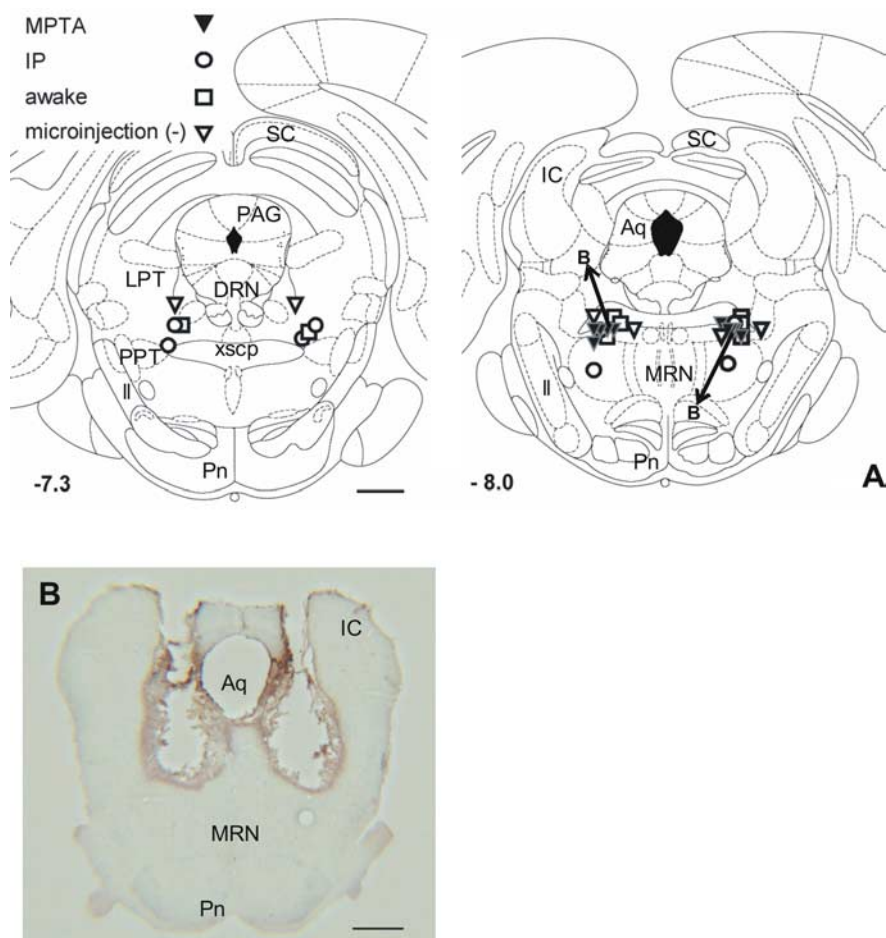 MPTA
IP
awake
microinjection (-)
SC
PAG
LPT
DRN
PPT
xscp
ll
Pn
-7.3
SC
IC
Aq
B
MRN
ll
B
Pn
- 8.0
A
B
IC
Aq
MRN
Pn